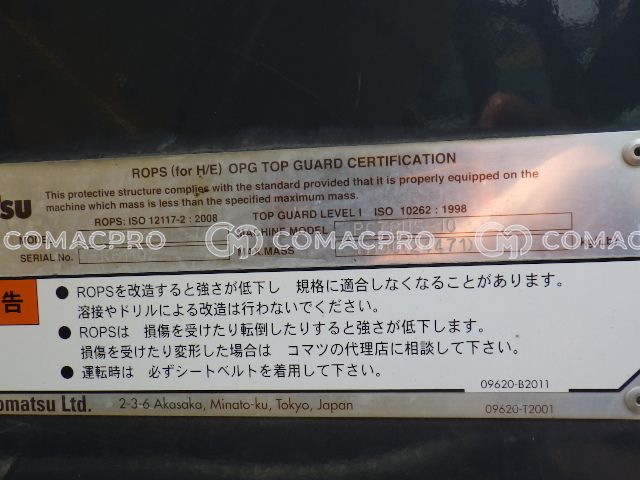 ROPS (for H/E) OPG TOP GUARD CERTIFICATION
This protective structure complies with the standard provided that it is properly equipped on the
machine which mass is less than the specified maximum mass.
ROPS: ISO 12117-2 : 2008 TOP GUARD LEVEL I ISO 10262 : 1998
MODEL MACHINE MODEL
COMACPRO COMACPRO COMACPRO
SERIAL No. MAX.MASS
告
● ROPSを改造すると強さが低下し 規格に適合しなくなることがあります。
溶接やドリルによる改造は行わないでください。
● ROPSは 損傷を受けたり転倒したりすると強さが低下します。
損傷を受けたり変形した場合は コマツの代理店に相談して下さい。
● 運転時は 必ずシートベルトを着用して下さい。
09620-B2011
omatsu Ltd. 2-3-6 Akasaka, Minato-ku, Tokyo, Japan 09620-T2001